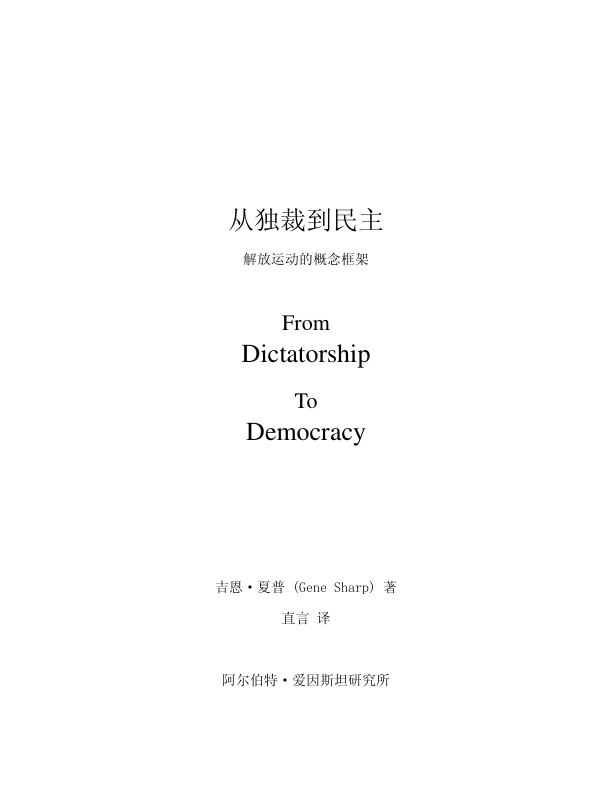 从独裁到民主
解放运动的概念框架
From
Dictatorship
To
Democracy
吉恩·夏普 (Gene Sharp) 著
直言 译
阿尔伯特·爱因斯坦研究所